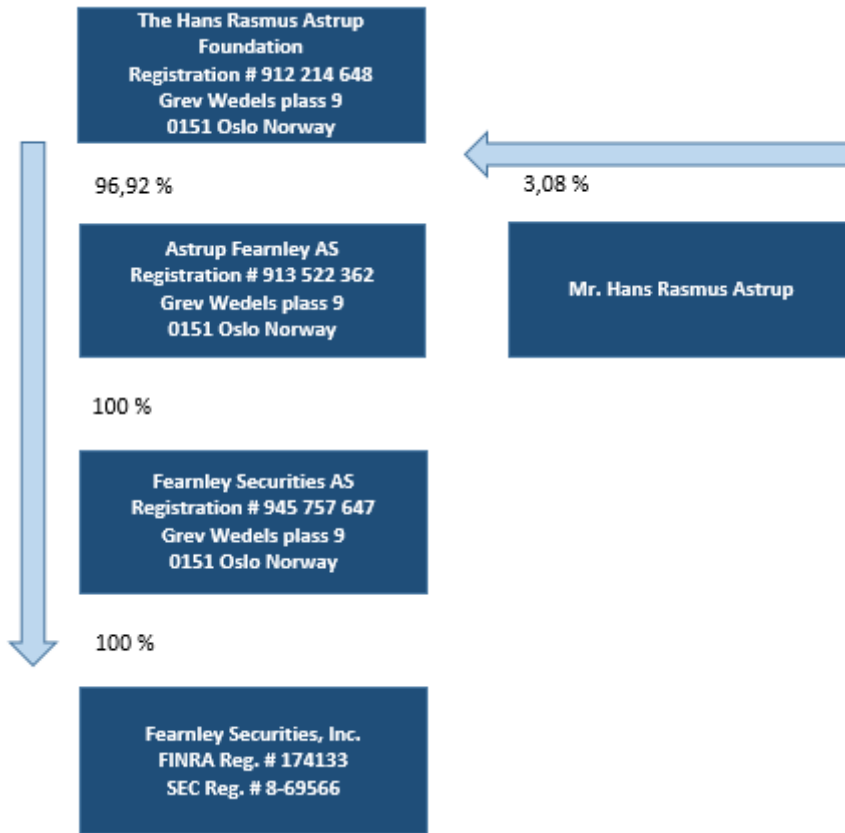 The Hans Rasmus Astrup
Foundation
Registration # 912 214 648
Grev Wedels plass 9
0151 Oslo Norway
96,92 %
3,08 %
Astrup Fearnley AS
Registration # 913 522 362
Grev Wedels plass 9
0151 Oslo Norway
Mr. Hans Rasmus Astrup
100 %
Fearnley Securities AS
Registration # 945 757 647
Grev Wedels plass 9
0151 Oslo Norway
100 %
Fearnley Securities, Inc.
FINRA Reg. # 174133
SEC Reg. # 8-69566